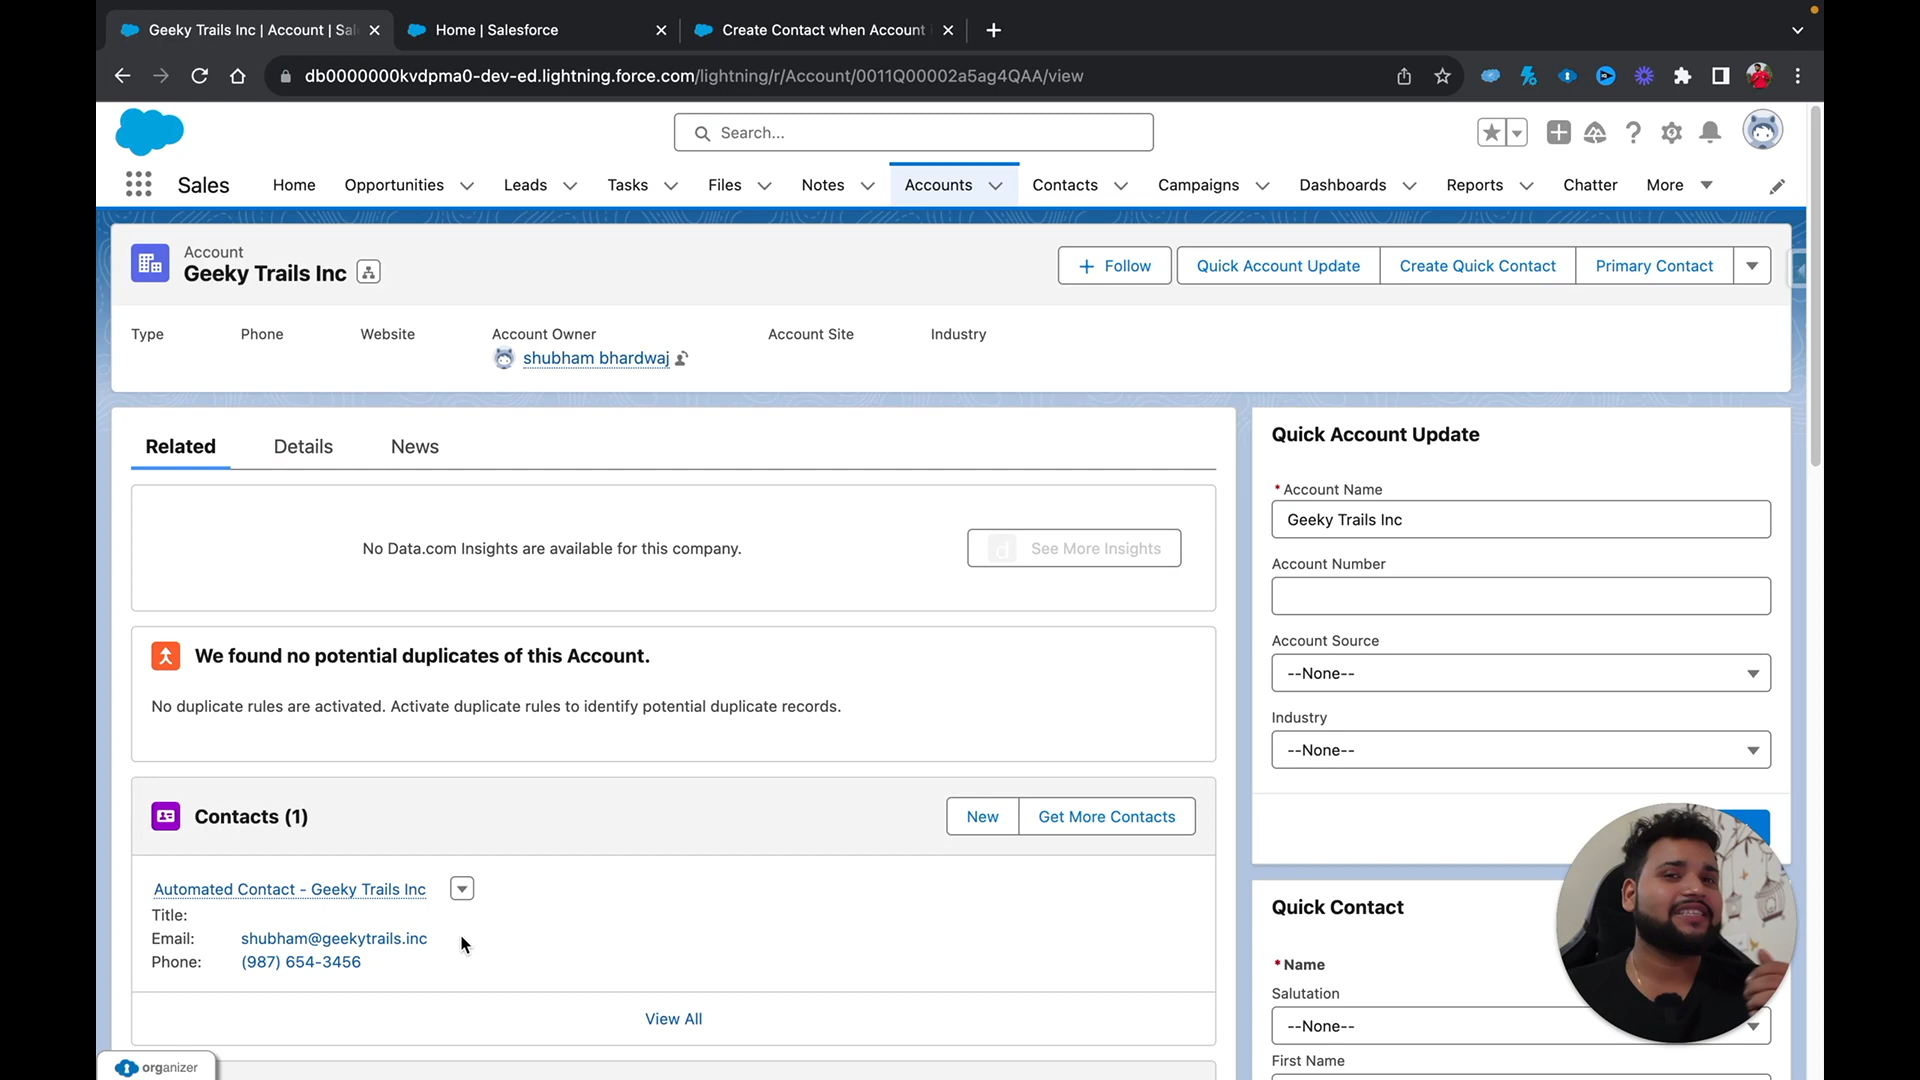 Geeky Trails Inc | Account | Sal
Home | Salesforce
Create Contact when Account i
db0000000kvdpma0-dev-ed.lightning.force.com/lightning/r/Account/0011Q00002a5ag4QAA/view
Search...
Sales
Home
Opportunities
Leads
Tasks
Files
Notes
Accounts
Contacts
Campaigns
Dashboards
Reports
Chatter
More
Account
Geeky Trails Inc
Follow
Quick Account Update
Create Quick Contact
Primary Contact
Type
Phone
Website
Account Owner
Account Site
Industry
shubham bhardwaj
Related
Details
News
No Data.com Insights are available for this company.
See More Insights
We found no potential duplicates of this Account.
No duplicate rules are activated. Activate duplicate rules to identify potential duplicate records.
Contacts (1)
New
Get More Contacts
Automated Contact - Geeky Trails Inc
Title:
Email: shubham@geekytrails.inc
Phone: (987) 654-3456
View All
Quick Account Update
* Account Name
Geeky Trails Inc
Account Number
Account Source
--None--
Industry
--None--
Quick Contact
* Name
Salutation
--None--
First Name
organizer